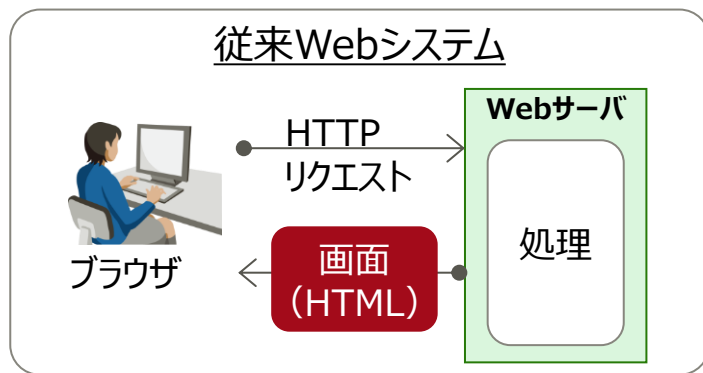 従来Webシステム
Webサーバ
HTTP
リクエスト
処理
画面
（HTML）
ブラウザ